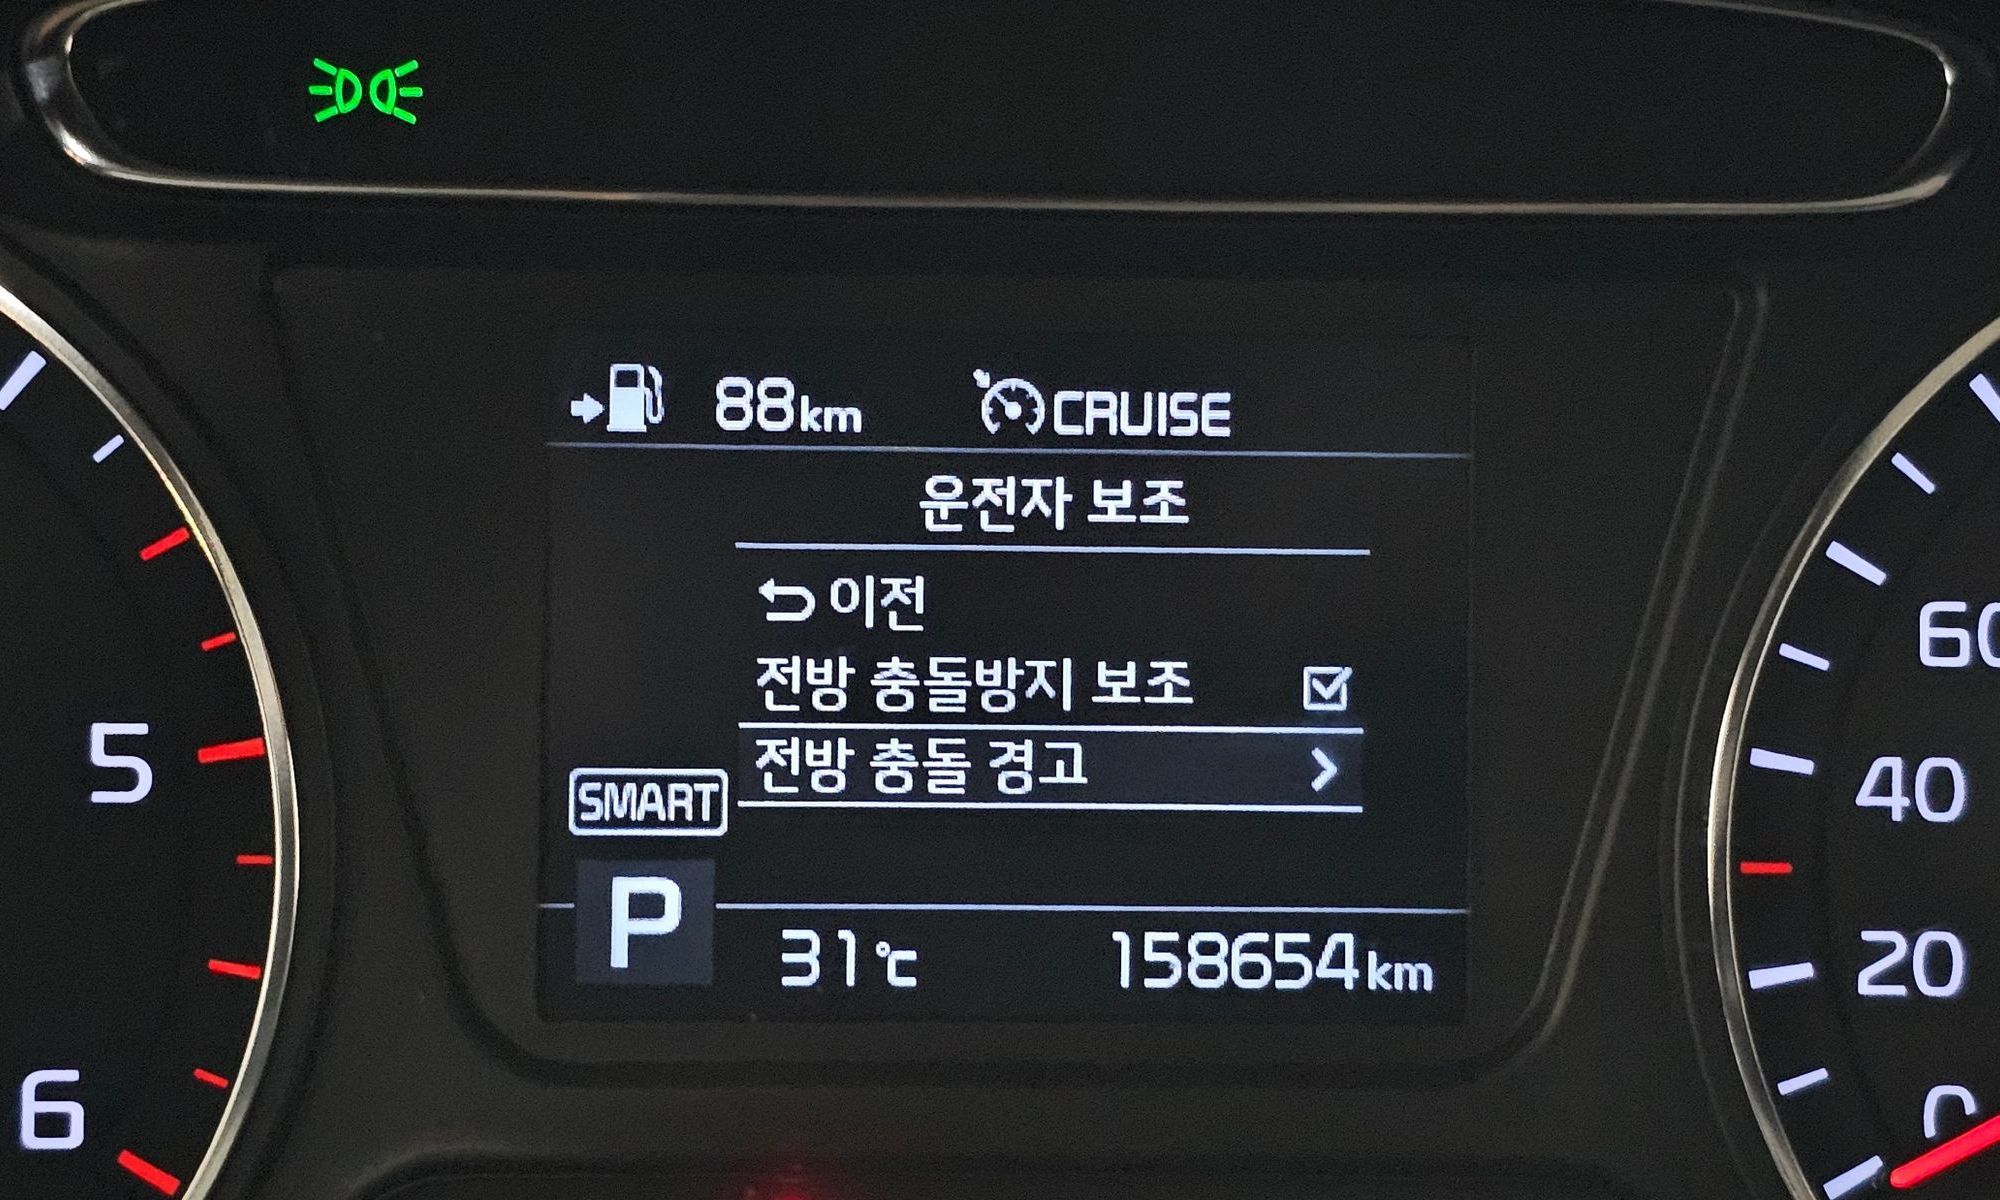 88km CRUISE
운전자 보조
이전
전방 충돌방지 보조
전방 충돌 경고
SMART
P
31℃ 158654km
5
6
60
40
20
0